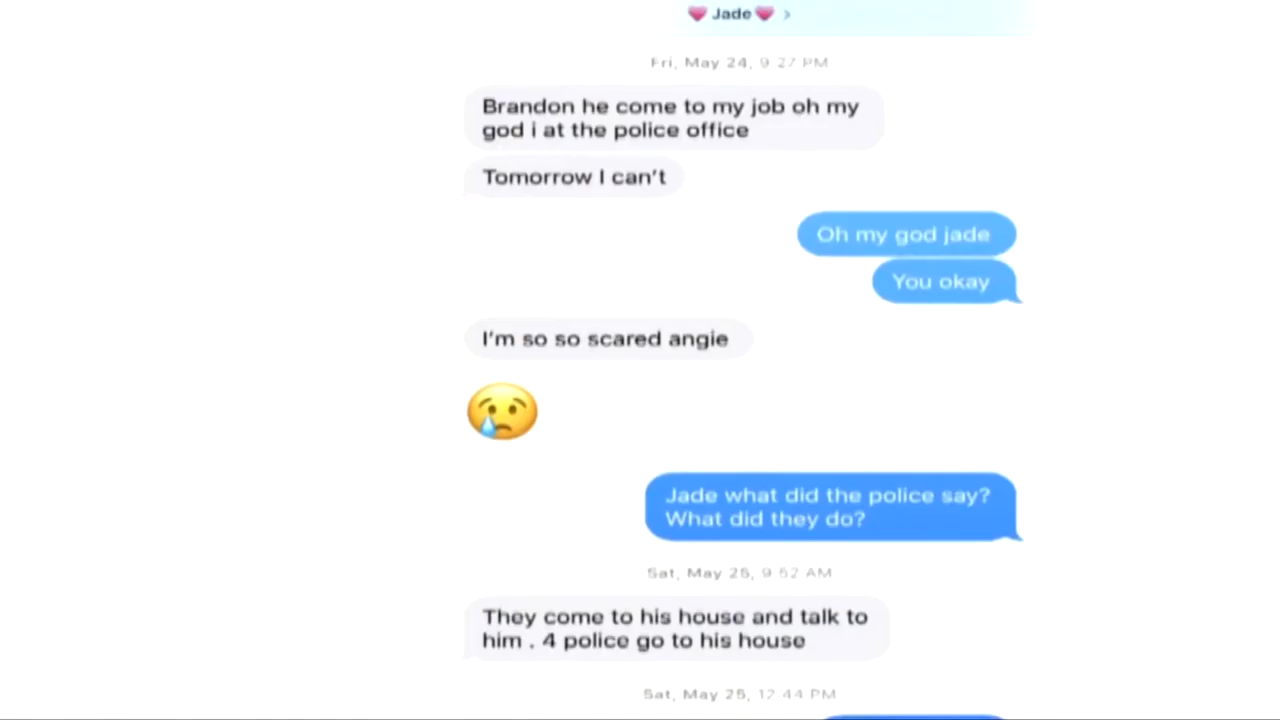 💗 Jade 💗 >
Fri, May 24, 9:27 PM
Brandon he come to my job oh my
god i at the police office
Tomorrow I can't
Oh my god jade
You okay
I'm so so scared angie
😢
Jade what did the police say?
What did they do?
Sat, May 25, 9:52 AM
They come to his house and talk to
him . 4 police go to his house
Sat, May 25, 12:44 PM